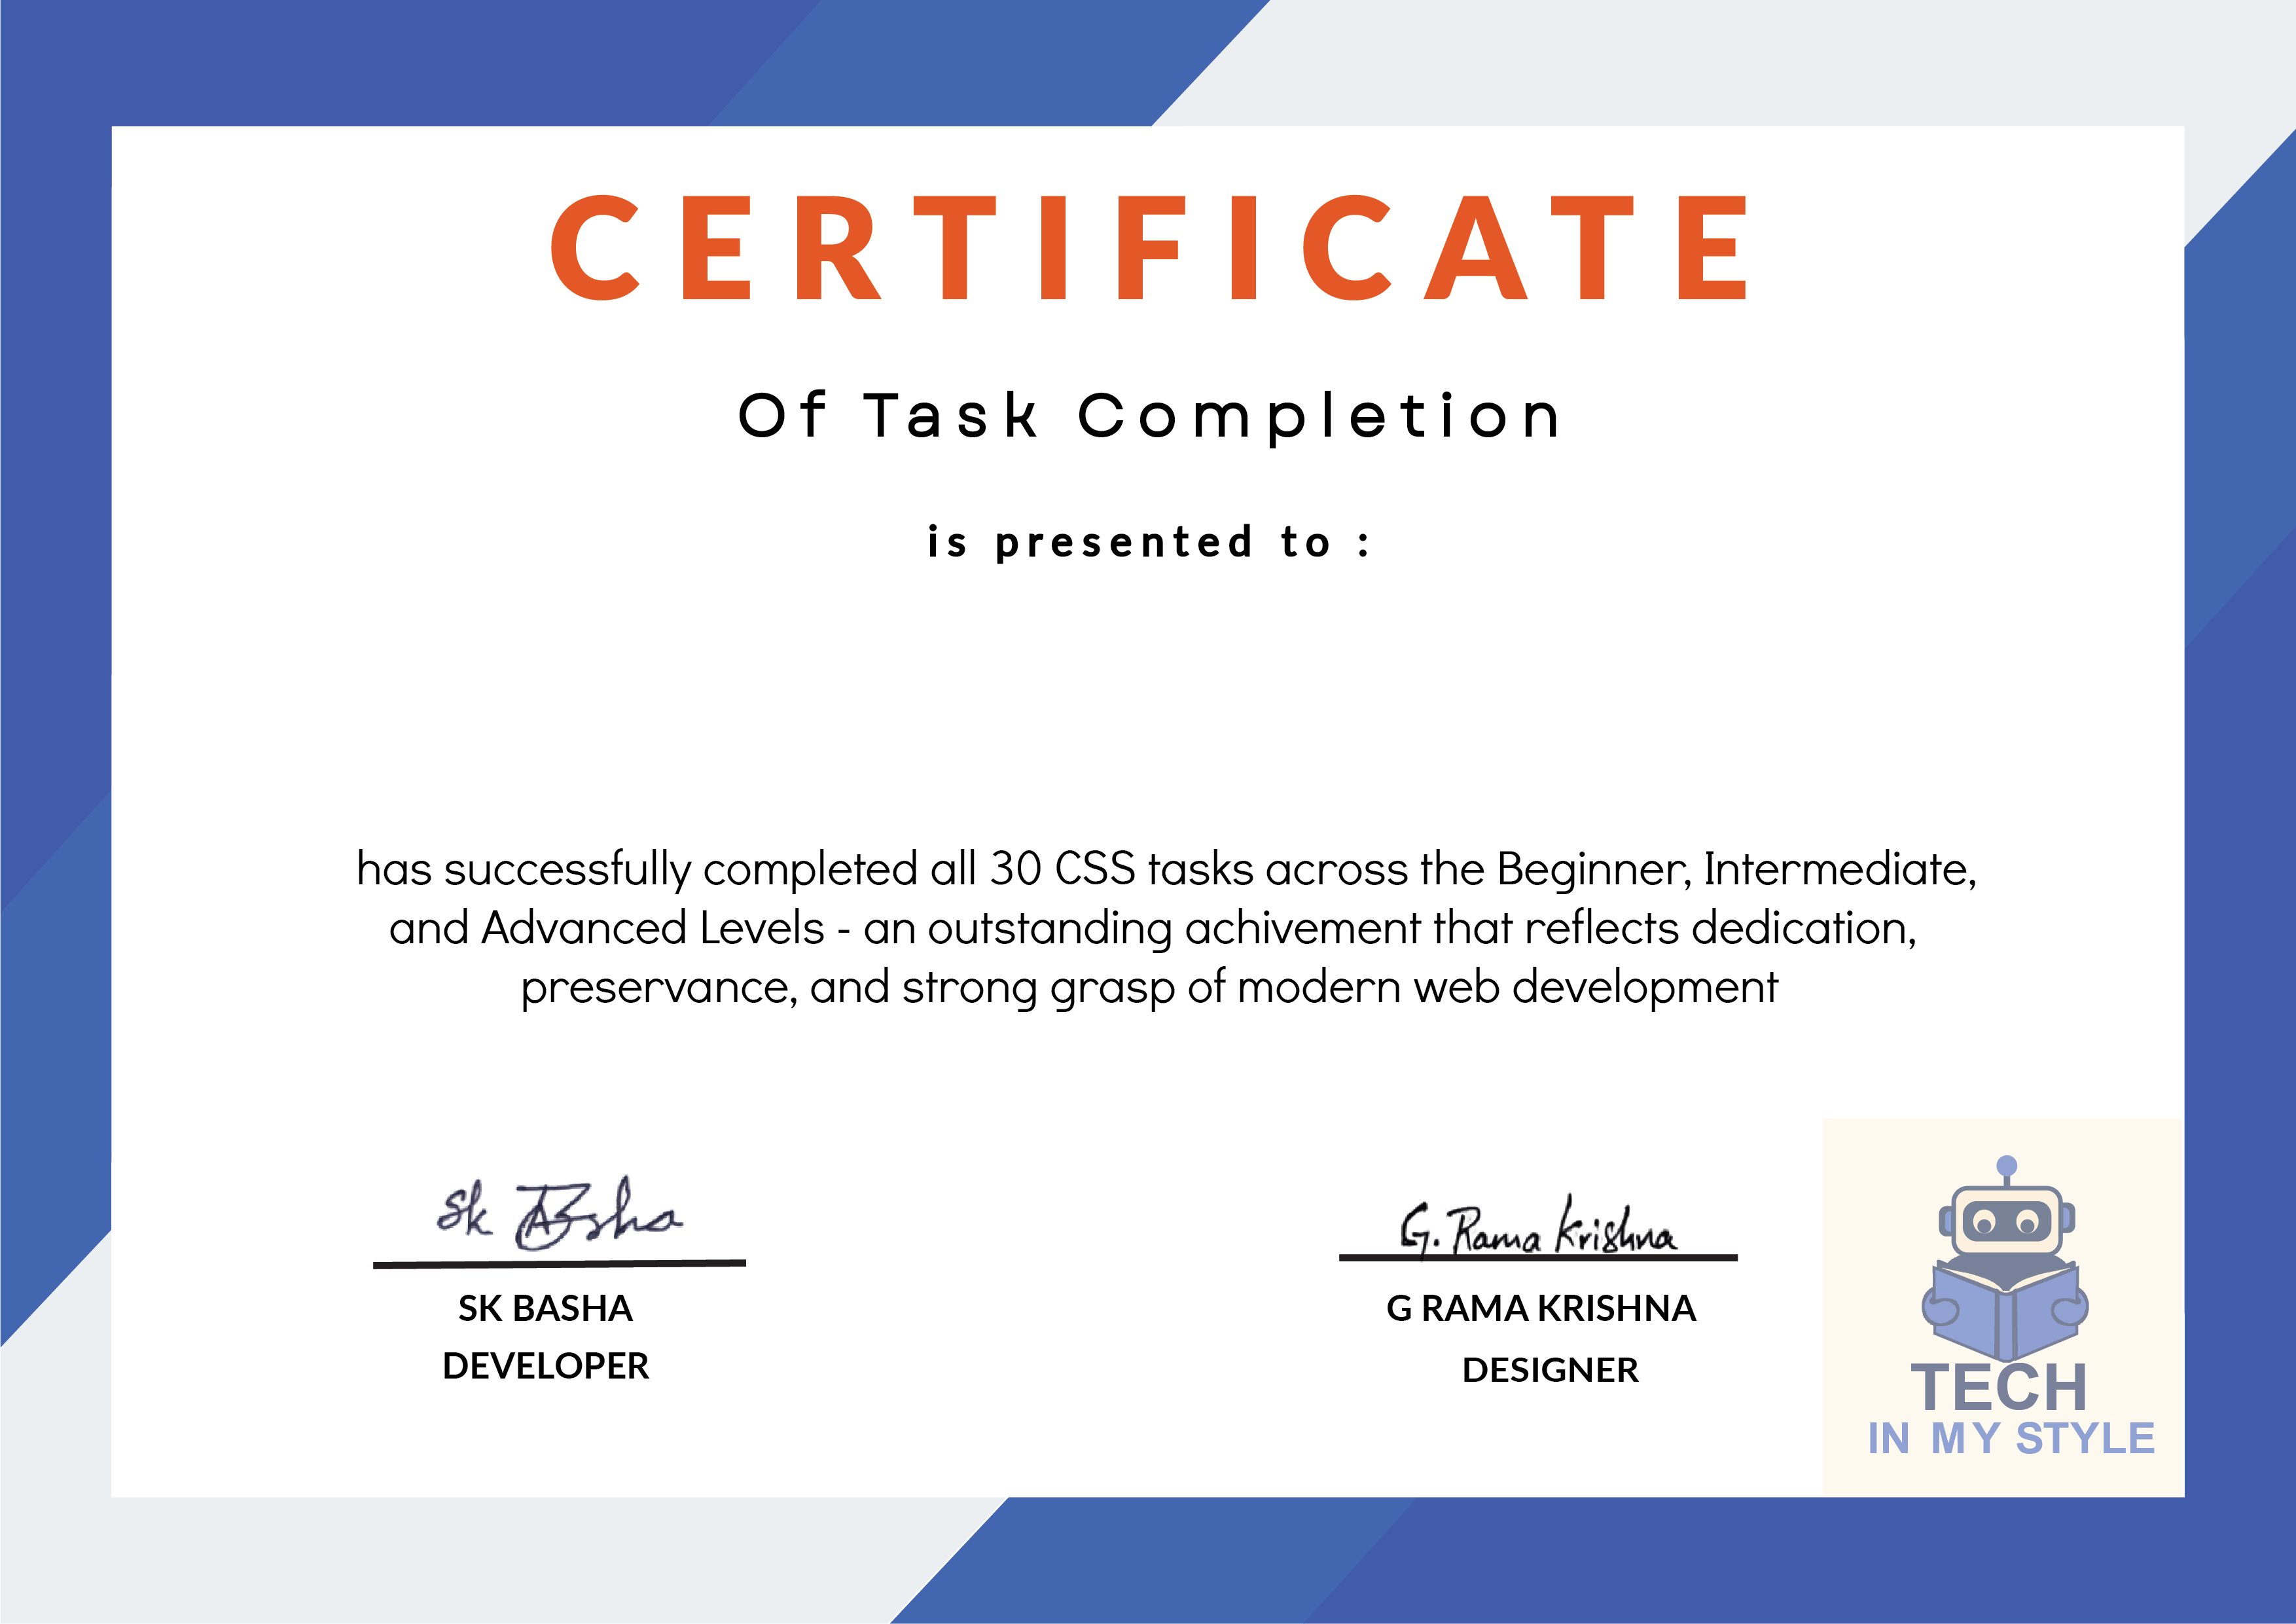 CERTIFICATE
Of Task Completion
is presented to :
has successfully completed all 30 CSS tasks across the Beginner, Intermediate,
and Advanced Levels - an outstanding achivement that reflects dedication,
preservance, and strong grasp of modern web development
Sk Basha
G. Rama Krishna
SK BASHA
G RAMA KRISHNA
DEVELOPER
DESIGNER
TECH
IN MY STYLE